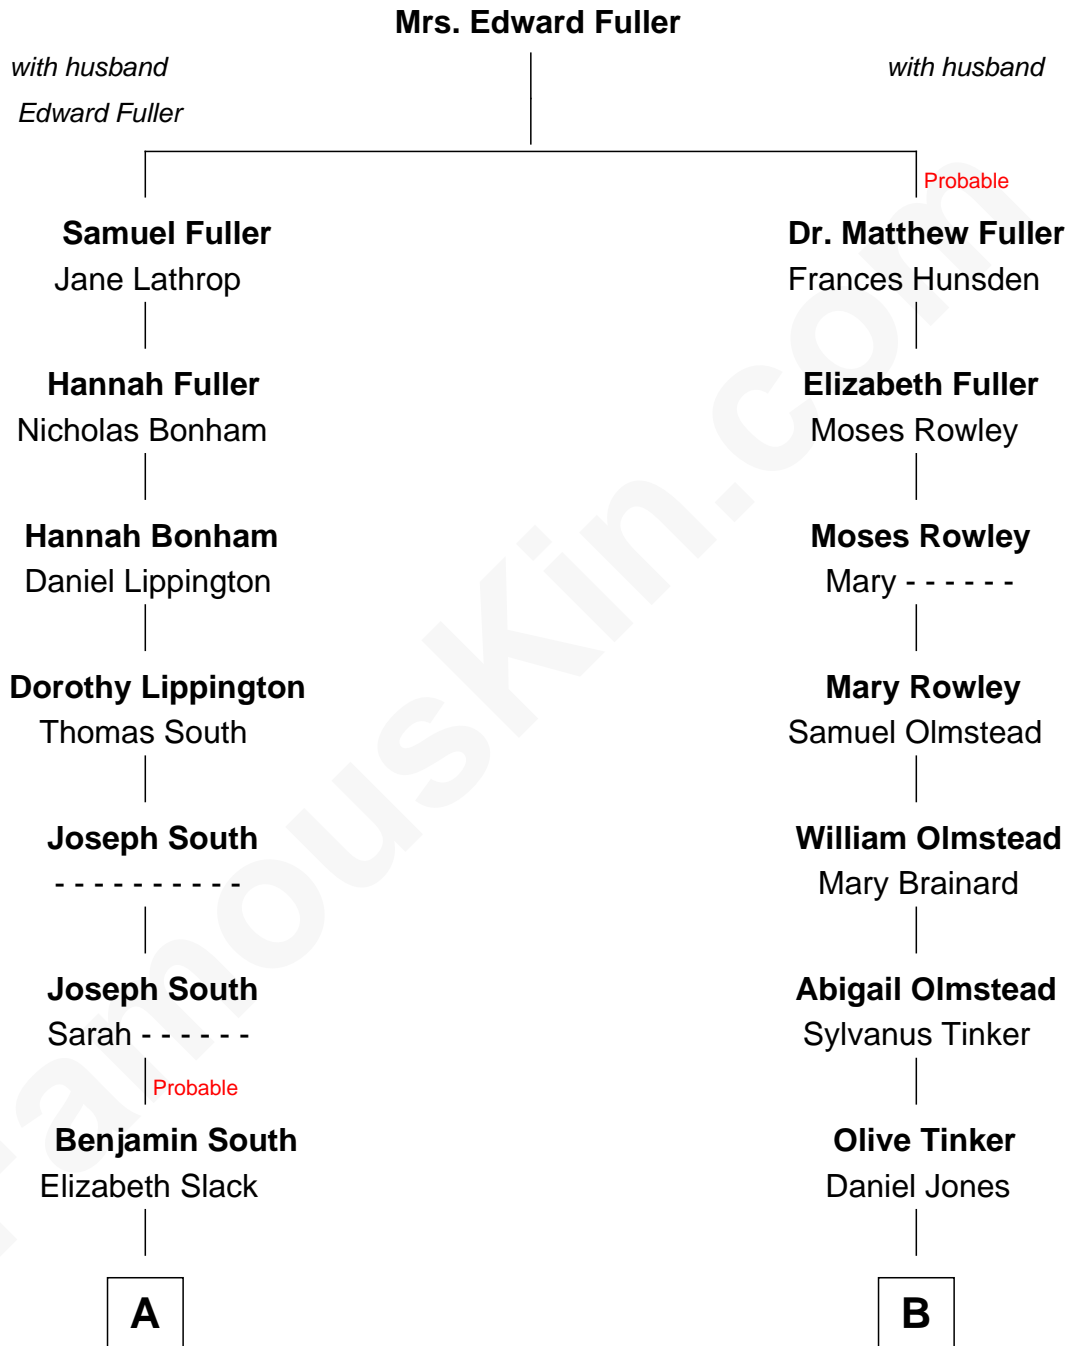 Mrs. Edward Fuller
with husband
Edward Fuller
with husband
Probable
Samuel Fuller
Jane Lathrop
Dr. Matthew Fuller
Frances Hunsden
Hannah Fuller
Nicholas Bonham
Elizabeth Fuller
Moses Rowley
Hannah Bonham
Daniel Lippington
Moses Rowley
Mary - - - - - -
Dorothy Lippington
Thomas South
Mary Rowley
Samuel Olmstead
Joseph South
- - - - - - - - - -
William Olmstead
Mary Brainard
Joseph South
Sarah - - - - - -
Abigail Olmstead
Sylvanus Tinker
Probable
Benjamin South
Elizabeth Slack
Olive Tinker
Daniel Jones
A
B
FamousKin.com